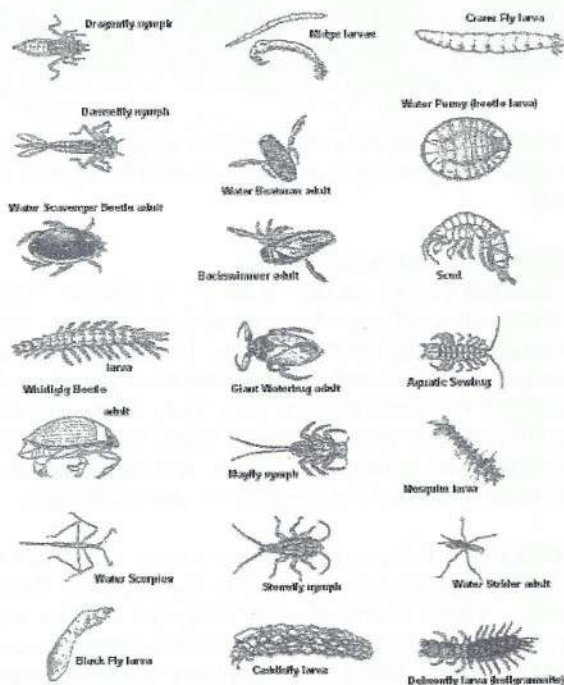 Dragonfly nymph
Midge larvae
Crane Fly larva
Damselfly nymph
Water Boatman adult
Water Penny (beetle larva)
Water Scavenger Beetle adult
Backswimmer adult
Scud
larva
Whirligig Beetle
adult
Giant Waterbug adult
Aquatic Sowbug
Mayfly nymph
Mosquito larva
Water Scorpion
Stonefly nymph
Water Strider adult
Black Fly larva
Caddisfly larva
Dobsonfly larva (hellgrammite)